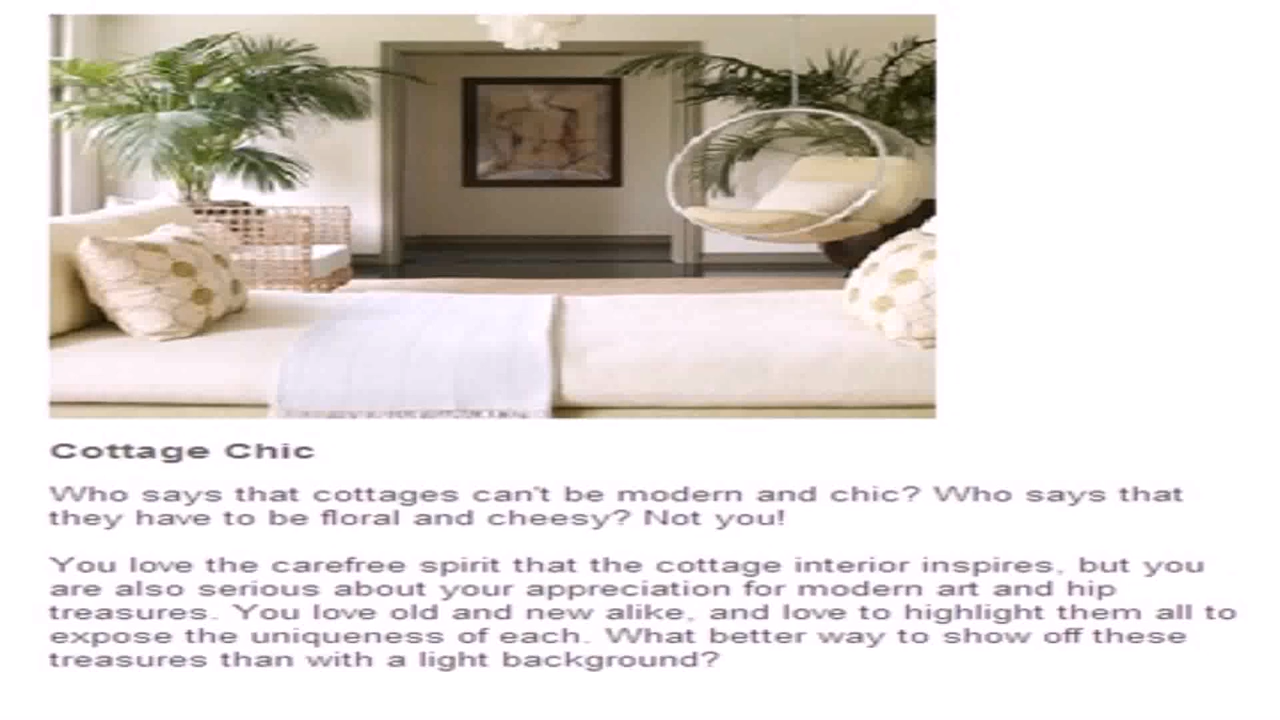 Cottage Chic
Who says that cottages can't be modern and chic? Who says that
they have to be floral and cheesy? Not you!
You love the carefree spirit that the cottage interior inspires, but you
are also serious about your appreciation for modern art and hip
treasures. You love old and new alike, and love to highlight them all to
expose the uniqueness of each. What better way to show off these
treasures than with a light background?